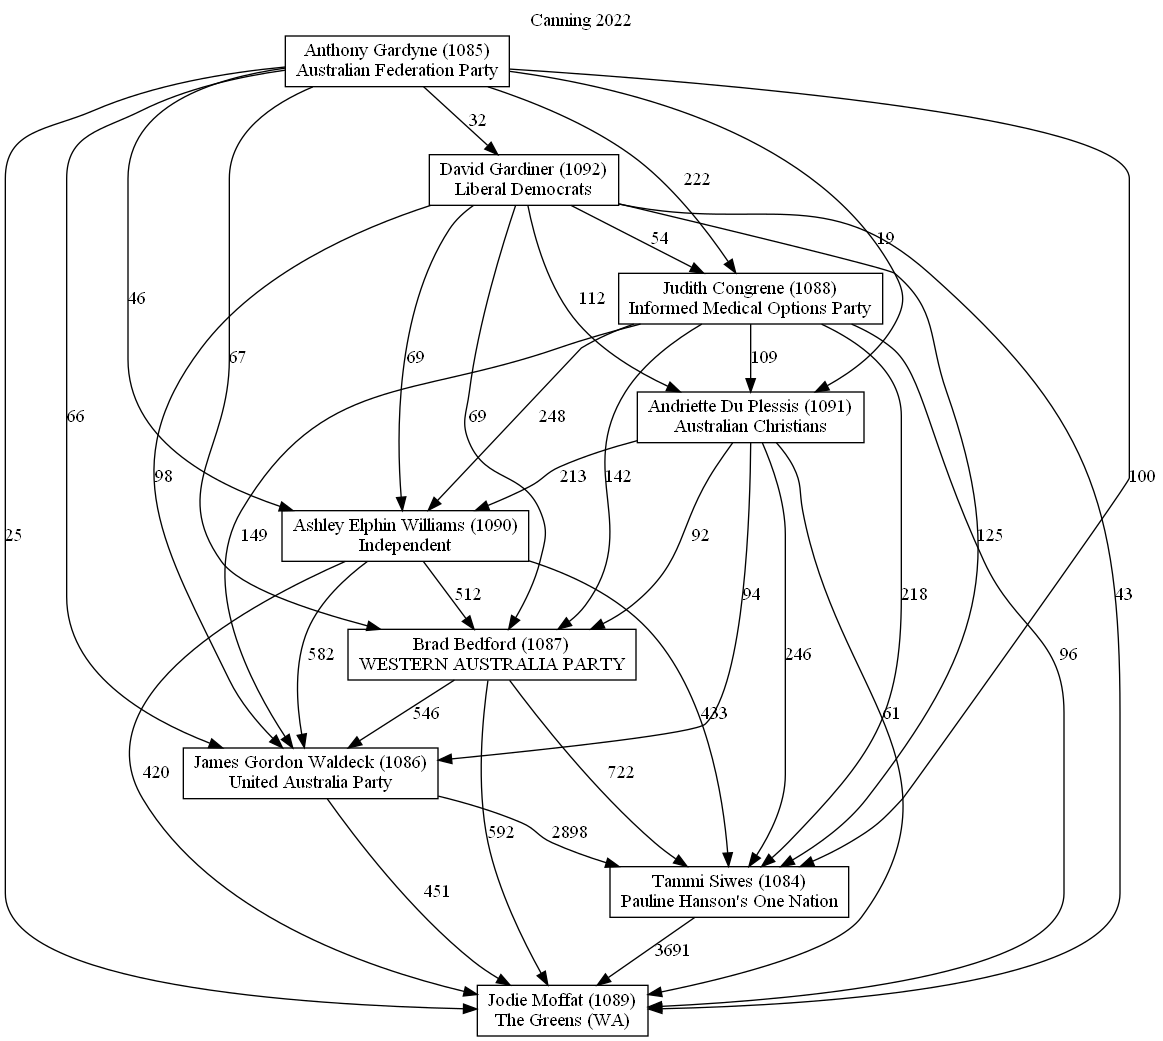 Canning 2022
Anthony Gardyne (1085)
Australian Federation Party
32
David Gardiner (1092)
Liberal Democrats
222
19
54
Judith Congrene (1088)
Informed Medical Options Party
46
112
67
69
109
66
69
248
Andriette Du Plessis (1091)
Australian Christians
98
213
142
100
Ashley Elphin Williams (1090)
Independent
25
149
92
125
512
94
218
43
Brad Bedford (1087)
WESTERN AUSTRALIA PARTY
582
246
96
546
433
61
James Gordon Waldeck (1086)
United Australia Party
420
722
592
2898
451
Tammi Siwes (1084)
Pauline Hanson's One Nation
3691
Jodie Moffat (1089)
The Greens (WA)